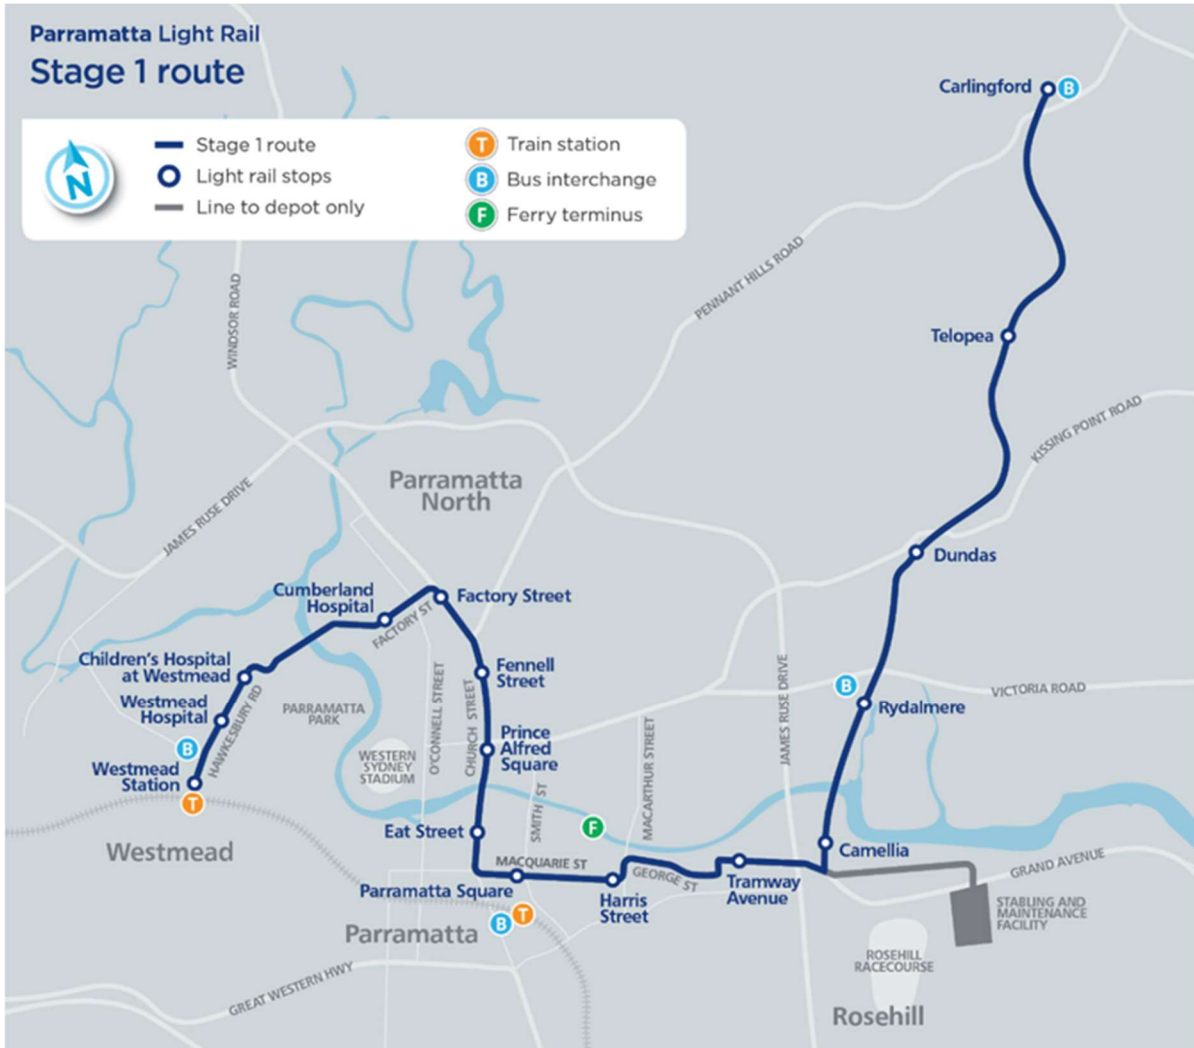 Parramatta Light Rail
Stage 1 route
N
Stage 1 route
Light rail stops
Line to depot only
T Train station
B Bus interchange
F Ferry terminus
Carlingford
B
WINDSOR ROAD
PENNANT HILLS ROAD
Telopea
KISSING POINT ROAD
JAMES RUSE DRIVE
Parramatta
North
Dundas
Cumberland
Hospital
Factory Street
FACTORY ST
Children's Hospital
at Westmead
Fennell
Street
O'CONNELL STREET
CHURCH STREET
JAMES RUSE DRIVE
VICTORIA ROAD
B
Rydalmere
Westmead
Hospital
HAWKESBURY RD
PARRAMATTA
PARK
B
Prince
Alfred
Square
WESTERN
SYDNEY
STADIUM
MACARTHUR STREET
Westmead
Station
T
SMITH ST
F
Eat Street
Westmead
Camellia
MACQUARIE ST
GEORGE ST
GRAND AVENUE
Parramatta Square
Harris
Street
Tramway
Avenue
B
T
Parramatta
STABLING AND
MAINTENANCE
FACILITY
ROSEHILL
RACECOURSE
GREAT WESTERN HWY
Rosehill